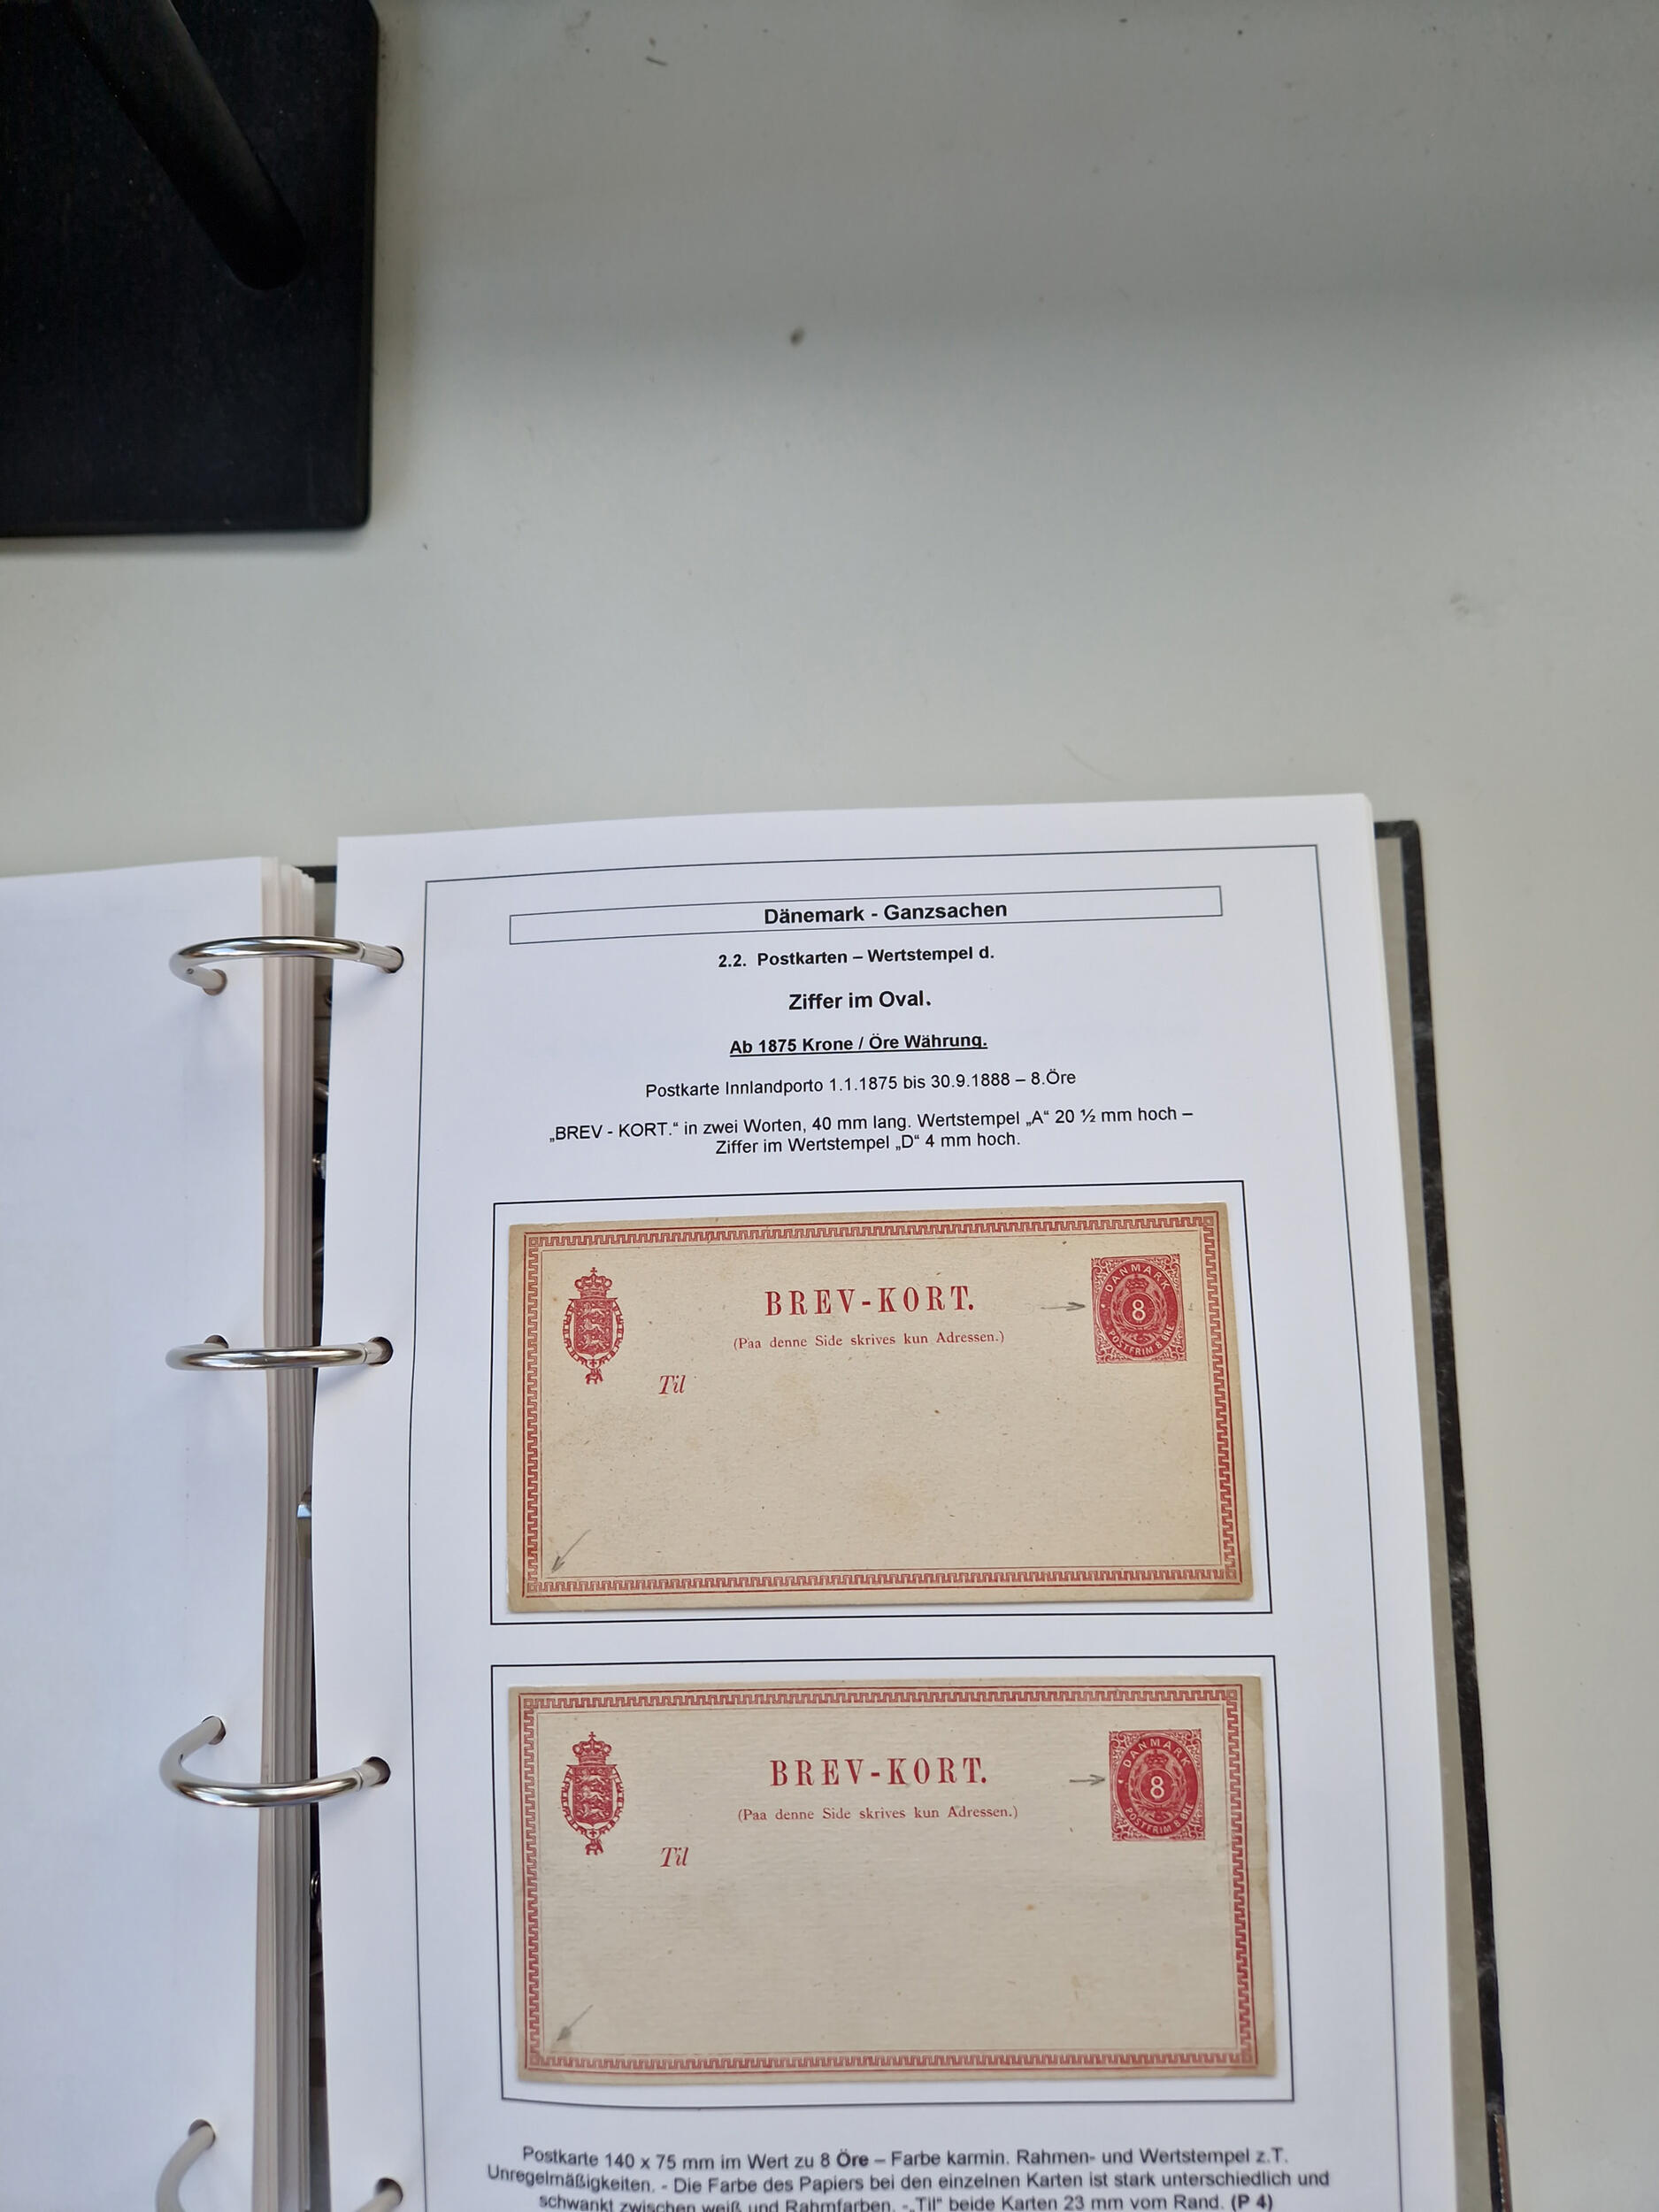 Dänemark - Ganzsachen
2.2. Postkarten – Wertstempel d.
Ziffer im Oval.
Ab 1875 Krone / Öre Währung.
Postkarte Innlandporto 1.1.1875 bis 30.9.1888 – 8.Öre
„BREV - KORT.“ in zwei Worten, 40 mm lang. Wertstempel „A“ 20 ½ mm hoch –
Ziffer im Wertstempel „D“ 4 mm hoch.
BREV-KORT.
(Paa denne Side skrives kun Adressen.)
Til
DANMARK
8
POSTFRIM 8 ØRE
BREV-KORT.
(Paa denne Side skrives kun Adressen.)
Til
DANMARK
8
POSTFRIM 8 ØRE
Postkarte 140 x 75 mm im Wert zu 8 Öre – Farbe karmin. Rahmen- und Wertstempel z.T.
Unregelmäßigkeiten. - Die Farbe des Papiers bei den einzelnen Karten ist stark unterschiedlich und
schwankt zwischen weiß und Rahmfarben. -„Til“ beide Karten 23 mm vom Rand. (P 4)